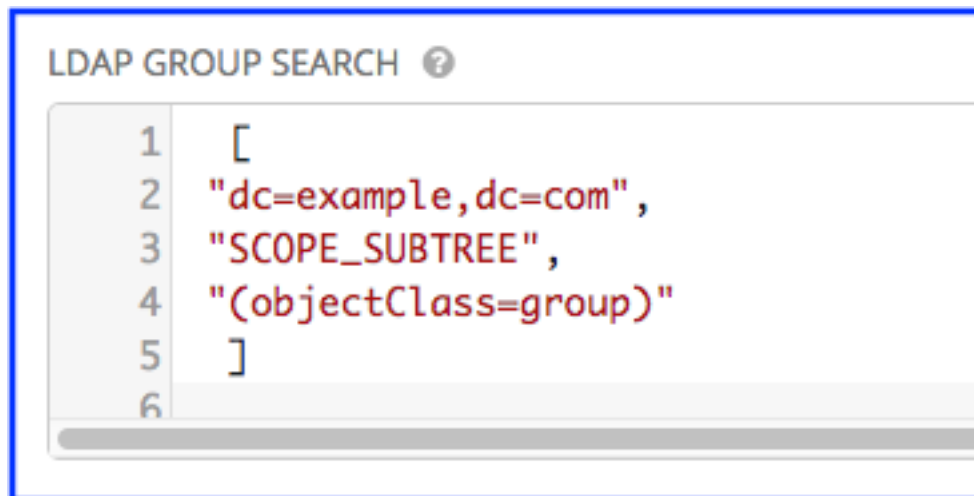 LDAP GROUP SEARCH ?
1 [
2 "dc=example,dc=com",
3 "SCOPE_SUBTREE",
4 "(objectClass=group)"
5 ]
6